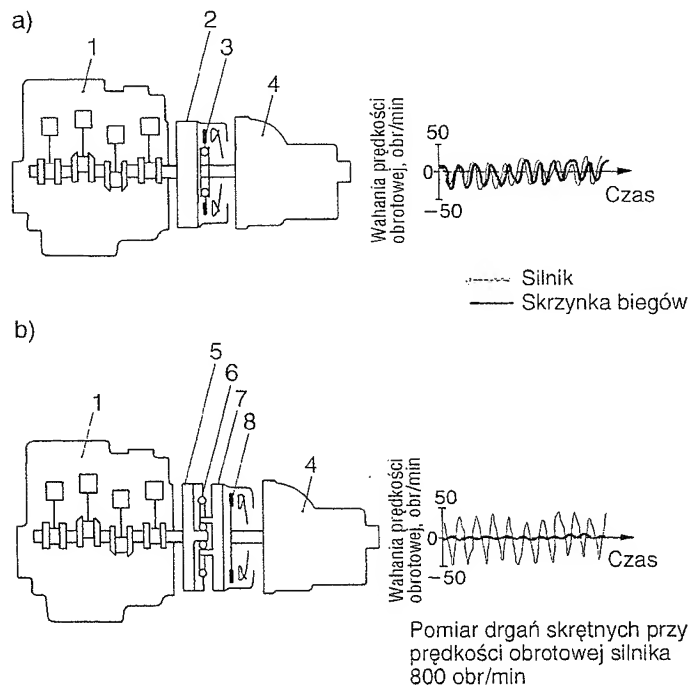 a)
1
2
3
4
Wahania prędkości
obrotowej, obr/min
50
0
−50
Czas
Silnik
Skrzynka biegów
b)
1
5
6
7
8
4
Wahania prędkości
obrotowej, obr/min
50
0
−50
Czas
Pomiar drgań skrętnych przy
prędkości obrotowej silnika
800 obr/min